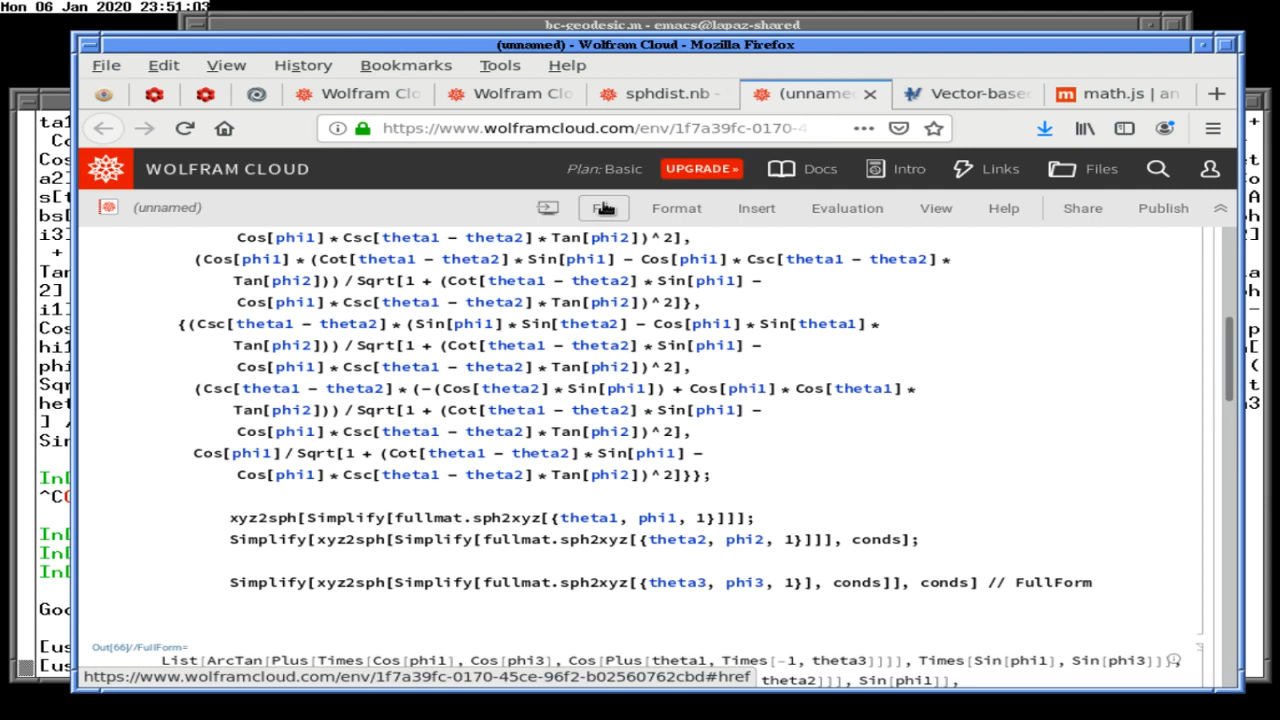 Mon 06 Jan 2020 23:51:03
bc-geodesic.m - emacs@lapaz-shared
(unnamed) - Wolfram Cloud - Mozilla Firefox
File Edit View History Bookmarks Tools Help
Wolfram Clo Wolfram Clo sphdist.nb - (unname Vector-base math.js | an
https://www.wolframcloud.com/env/1f7a39fc-0170-4
WOLFRAM CLOUD Plan: Basic UPGRADE » Docs Intro Links Files
(unnamed) Format Insert Evaluation View Help Share Publish
Cos[phi1]*Csc[theta1 - theta2]*Tan[phi2])^2],
(Cos[phi1]*(Cot[theta1 - theta2]*Sin[phi1] - Cos[phi1]*Csc[theta1 - theta2]*
Tan[phi2]))/Sqrt[1 + (Cot[theta1 - theta2]*Sin[phi1] -
Cos[phi1]*Csc[theta1 - theta2]*Tan[phi2])^2]},
{(Csc[theta1 - theta2]*(Sin[phi1]*Sin[theta2] - Cos[phi1]*Sin[theta1]*
Tan[phi2]))/Sqrt[1 + (Cot[theta1 - theta2]*Sin[phi1] -
Cos[phi1]*Csc[theta1 - theta2]*Tan[phi2])^2],
(Csc[theta1 - theta2]*(-(Cos[theta2]*Sin[phi1]) + Cos[phi1]*Cos[theta1]*
Tan[phi2]))/Sqrt[1 + (Cot[theta1 - theta2]*Sin[phi1] -
Cos[phi1]*Csc[theta1 - theta2]*Tan[phi2])^2],
Cos[phi1]/Sqrt[1 + (Cot[theta1 - theta2]*Sin[phi1] -
Cos[phi1]*Csc[theta1 - theta2]*Tan[phi2])^2]}};
xyz2sph[Simplify[fullmat.sph2xyz[{theta1, phi1, 1}]]];
Simplify[xyz2sph[Simplify[fullmat.sph2xyz[{theta2, phi2, 1}]]], conds];
Simplify[xyz2sph[Simplify[fullmat.sph2xyz[{theta3, phi3, 1}], conds]], conds] // FullForm
Out[66]//FullForm=
List[ArcTan[Plus[Times[Cos[phi1], Cos[phi3], Cos[Plus[theta1, Times[-1, theta3]]]], Times[Sin[phi1], Sin[phi3]]],
https://www.wolframcloud.com/env/1f7a39fc-0170-45ce-96f2-b02560762cbd#href theta2]]], Sin[phi1]],